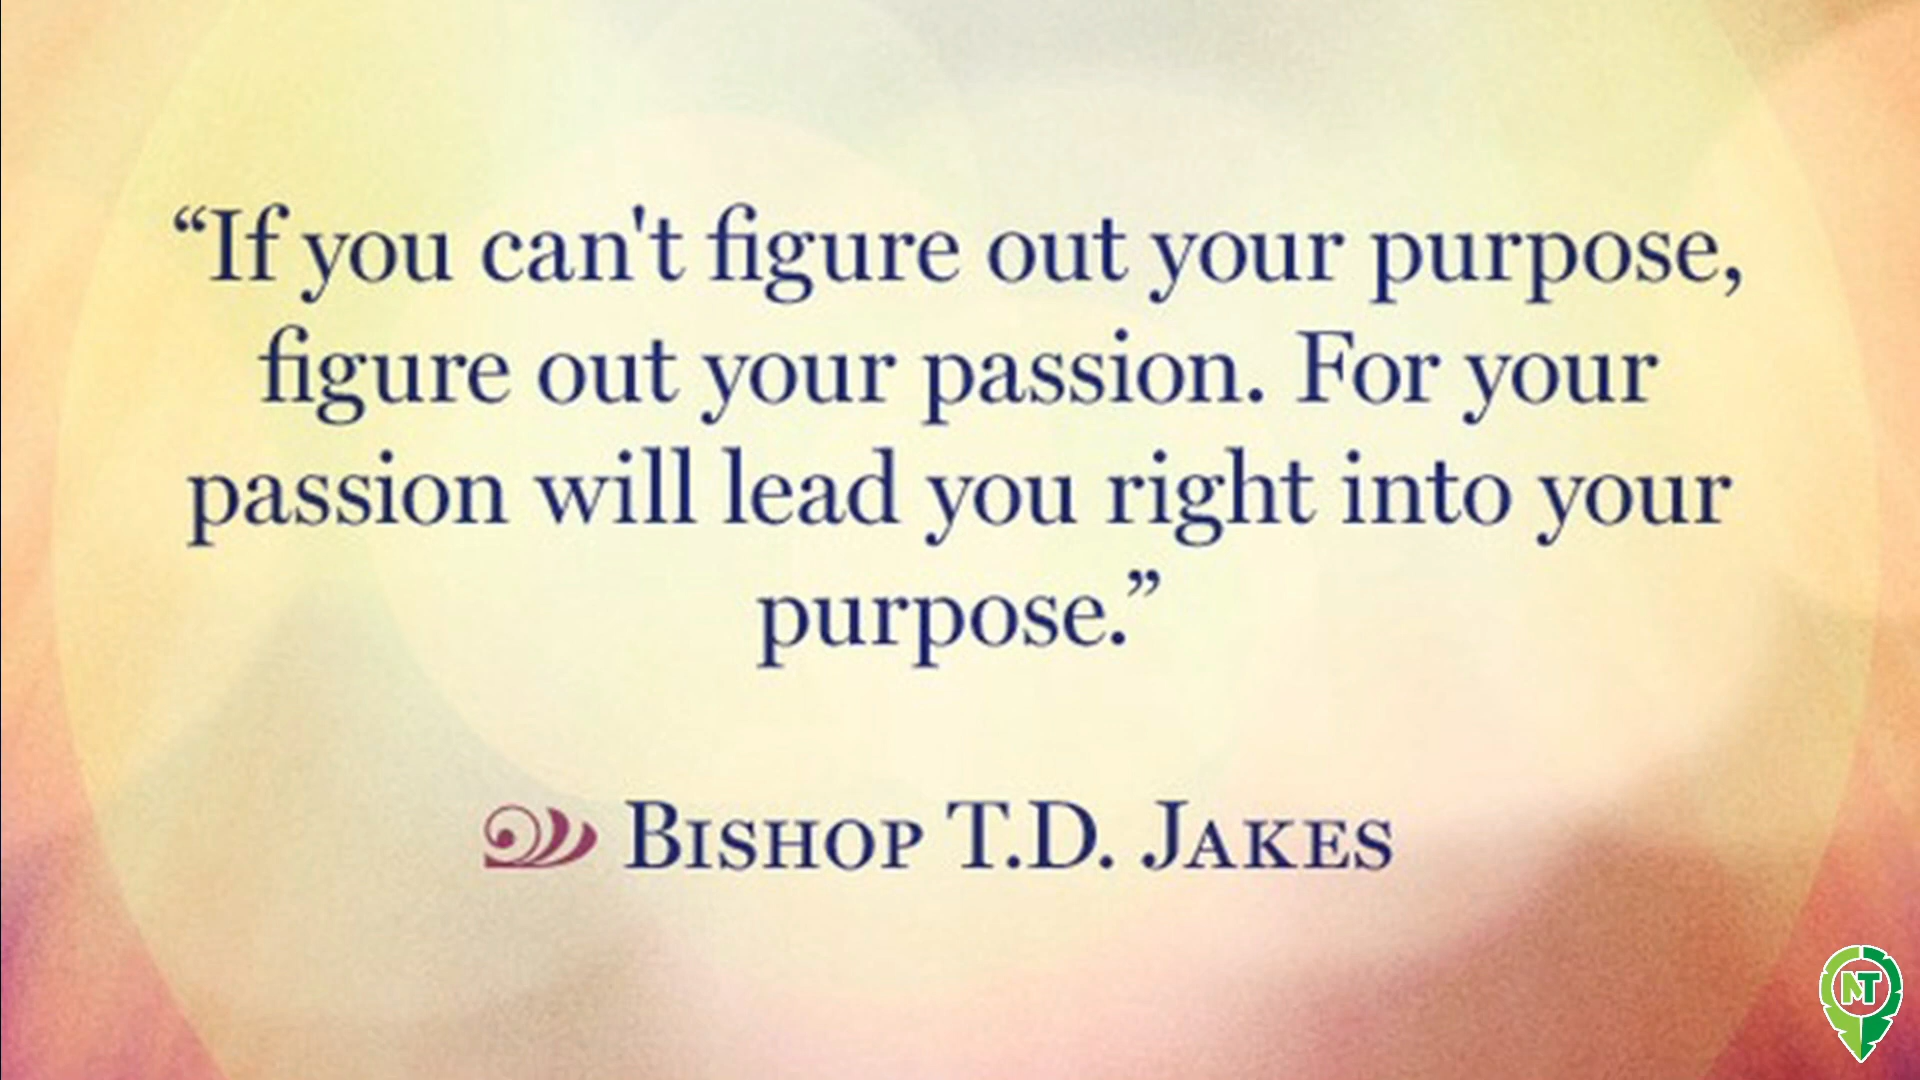 “If you can't figure out your purpose,
figure out your passion. For your
passion will lead you right into your
purpose.”
BISHOP T.D. JAKES
NT